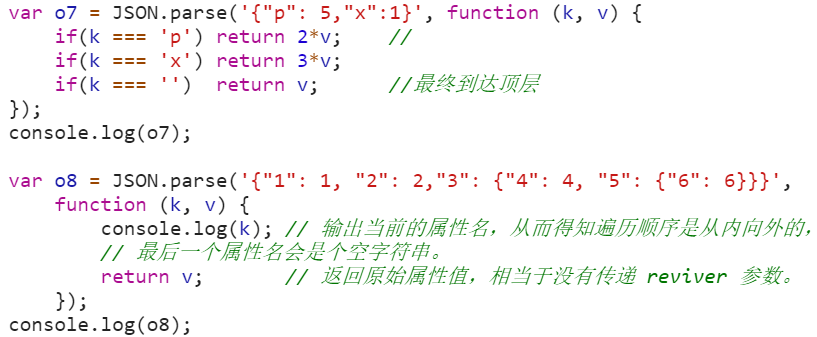 var o7 = JSON.parse('{"p": 5,"x":1}', function (k, v) {
    if(k === 'p') return 2*v;    //
    if(k === 'x') return 3*v;
    if(k === '')  return v;      //最终到达顶层
});
console.log(o7);

var o8 = JSON.parse('{"1": 1, "2": 2,"3": {"4": 4, "5": {"6": 6}}}',
    function (k, v) {
        console.log(k); // 输出当前的属性名，从而得知遍历顺序是从内向外的，
        // 最后一个属性名会是个空字符串。
        return v;       // 返回原始属性值，相当于没有传递 reviver 参数。
    });
console.log(o8);